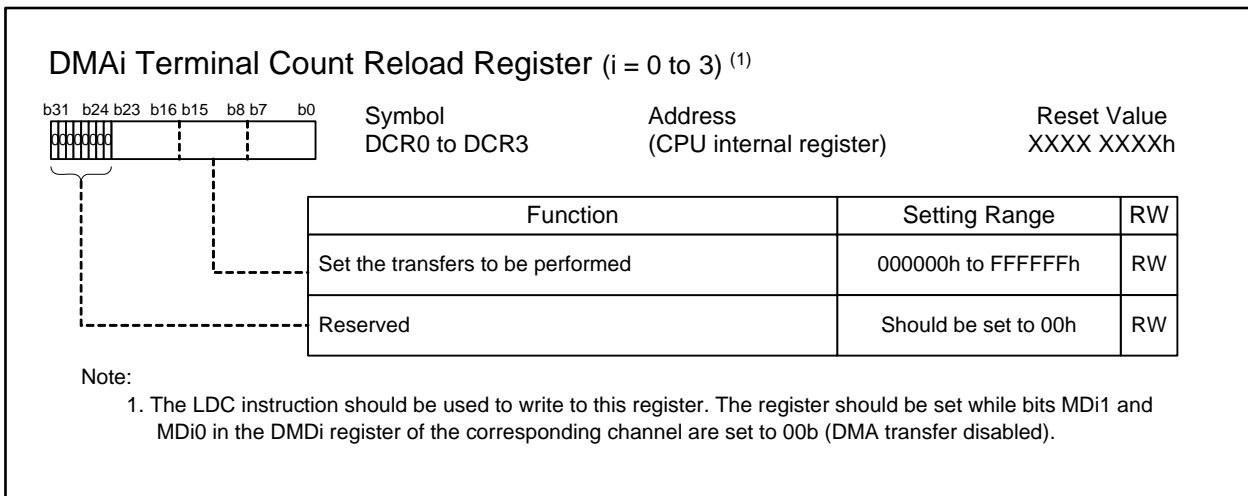 DMAi Terminal Count Reload Register (i = 0 to 3) (1)
b31 b24 b23 b16 b15 b8 b7 b0
00000000
Symbol Address Reset Value
DCR0 to DCR3 (CPU internal register) XXXX XXXXh
Function Setting Range RW
Set the transfers to be performed 000000h to FFFFFFh RW
Reserved Should be set to 00h RW
Note:
1. The LDC instruction should be used to write to this register. The register should be set while bits MDi1 and
MDi0 in the DMDi register of the corresponding channel are set to 00b (DMA transfer disabled).